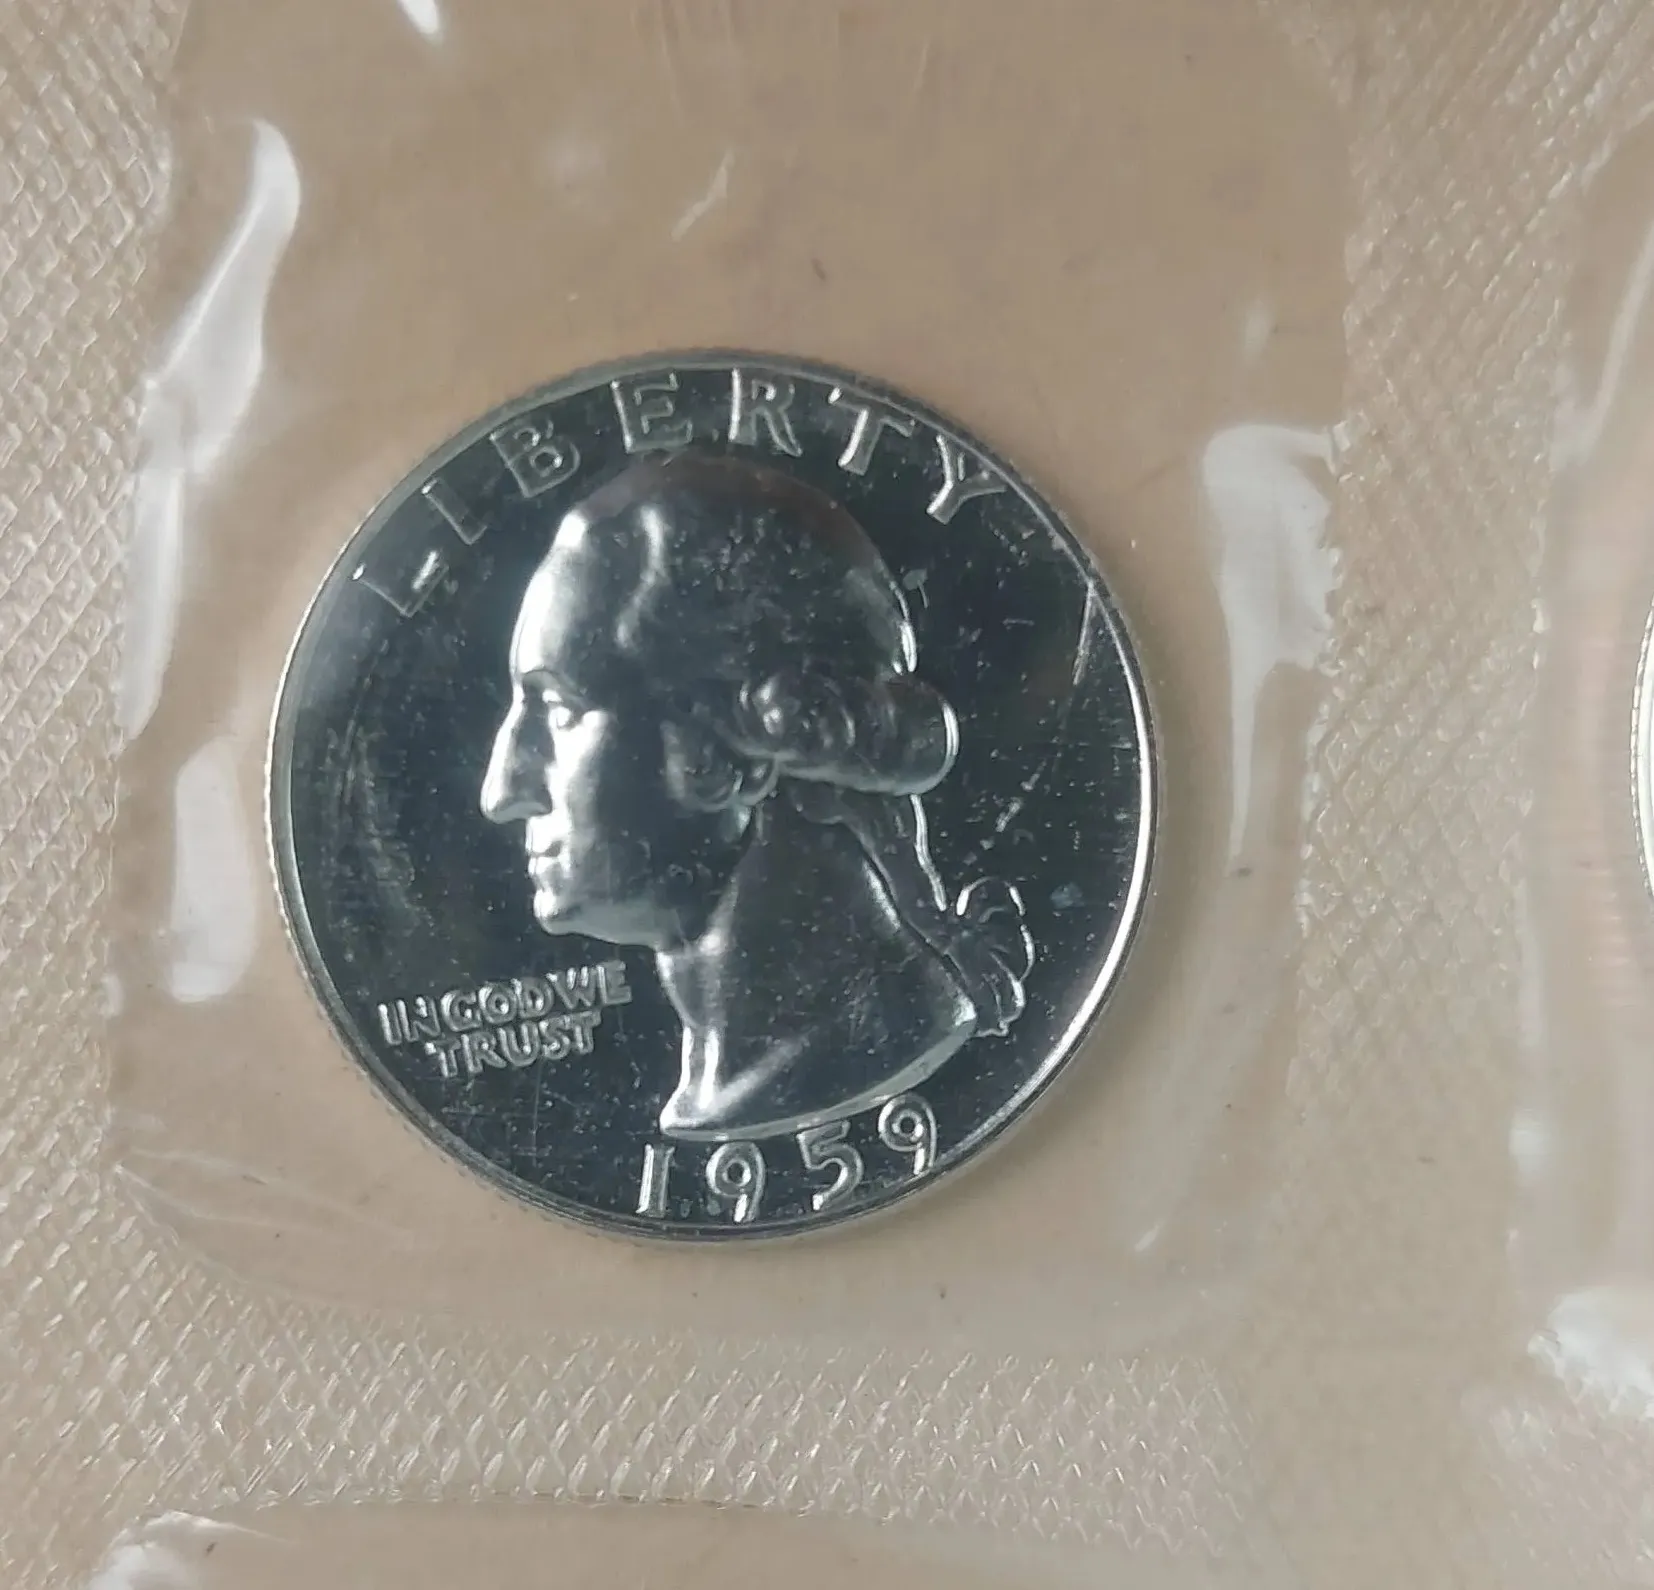 LIBERTY
IN GOD WE
TRUST
1959